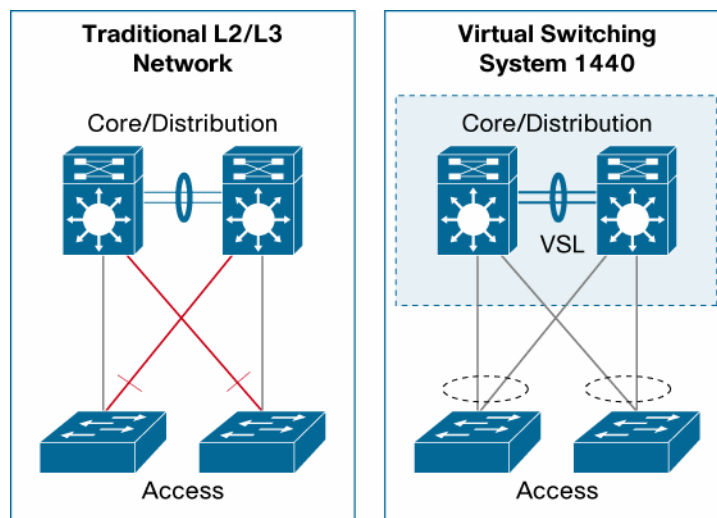 Traditional L2/L3
Network
Core/Distribution
Access
Virtual Switching
System 1440
Core/Distribution
VSL
Access